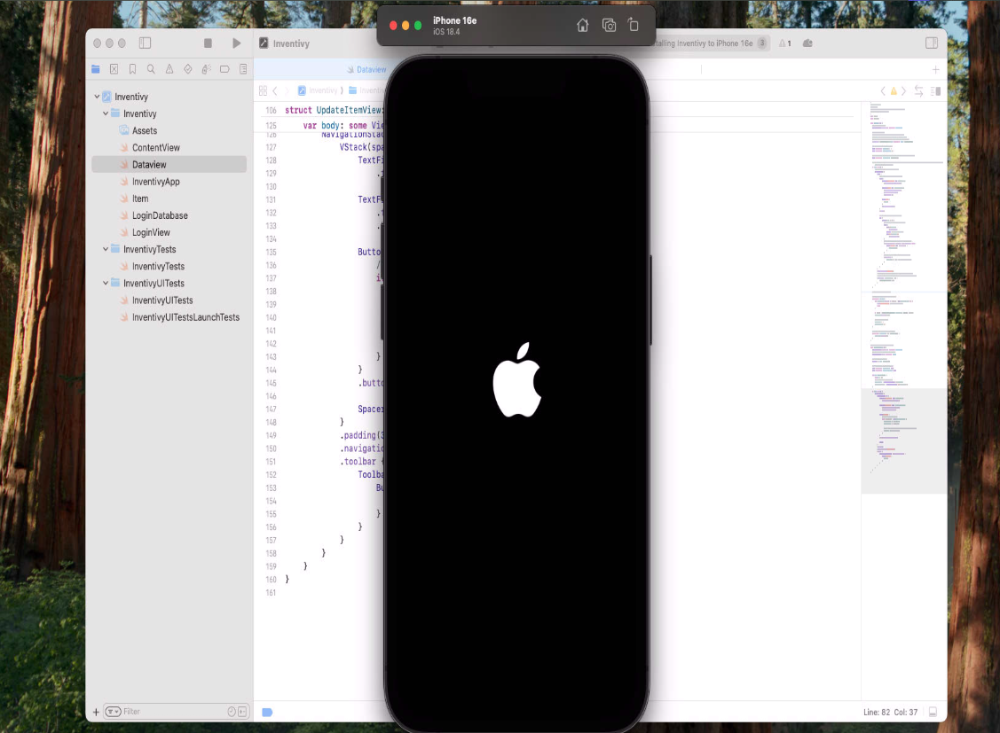 iPhone 16e
iOS 18.4
Inventivy
talling Inventivy to iPhone 16e 3 1
Dataview
Inventivy
Inventivy
Inventivy
Assets
ContentView
Dataview
InventivyApp
Item
LoginDatabase
LoginView
InventivyTests
InventivyTests
InventivyUITests
InventivyUITests
InventivyUITestsLaunchTests
Filter
106 struct UpdateItemView:
125 var body: some Vie
126 NavigationStac
127 VStack(spa
128 TextFi
129 .
130
131 TextF
132 .
133 .
134
135 Butto
136 /
137 i
138
139
140
141
142
143 }
144 }
145 .butto
146
147 Spacer
148 }
149 .padding(3
150 .navigatio
151 .toolbar {
152 Toolba
153 Bu
154
155 }
156 }
157 }
158 }
159 }
160 }
161
Line: 82 Col: 37